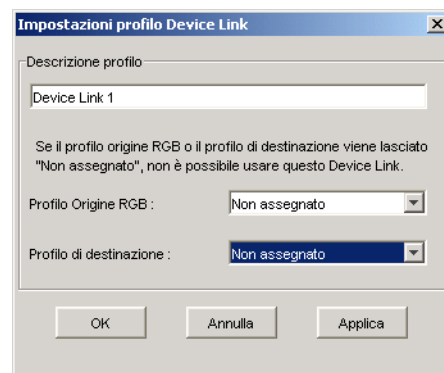 Impostazioni profilo Device Link
Descrizione profilo
Device Link 1
Se il profilo origine RGB o il profilo di destinazione viene lasciato
"Non assegnato", non è possibile usare questo Device Link.
Profilo Origine RGB : Non assegnato
Profilo di destinazione : Non assegnato
OK Annulla Applica